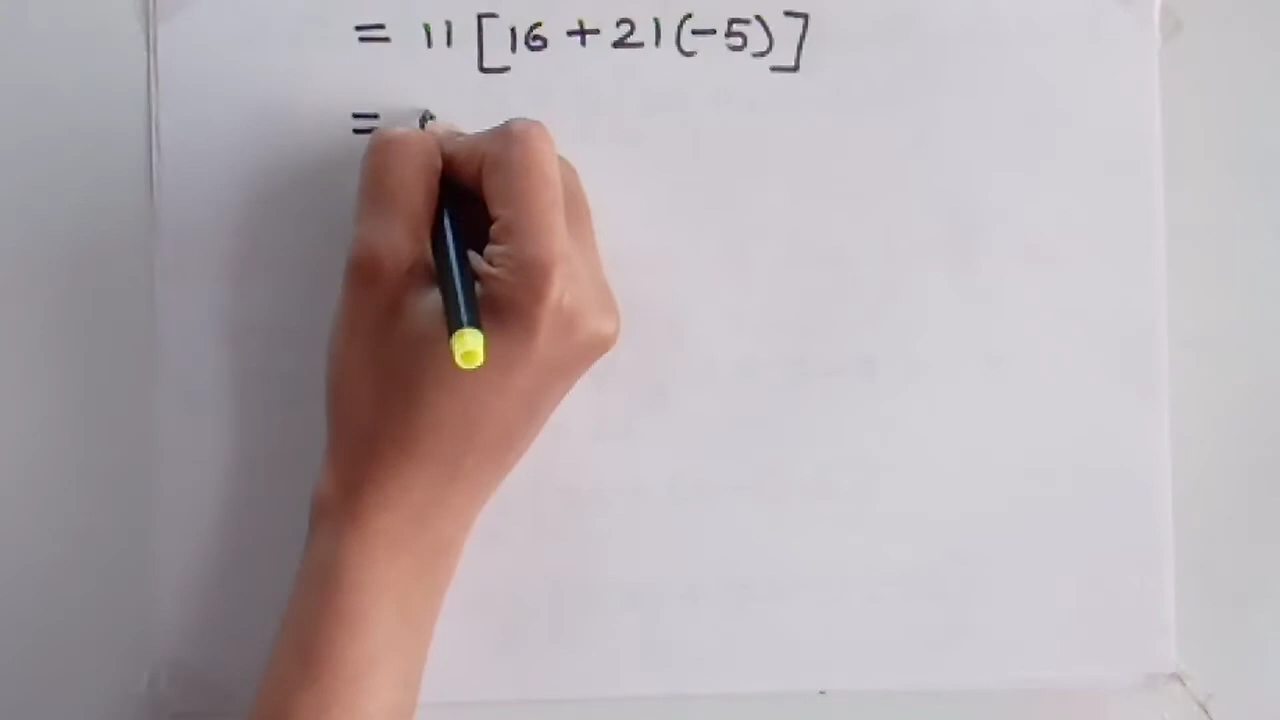 = 11 [16 + 21(-5)]
=